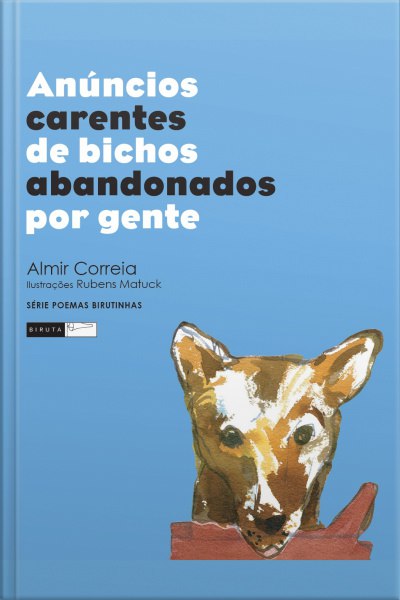 Anúncios
carentes
de bichos
abandonados
por gente
Almir Correia
Ilustrações Rubens Matuck
SÉRIE POEMAS BIRUTINHAS
BIRUTA